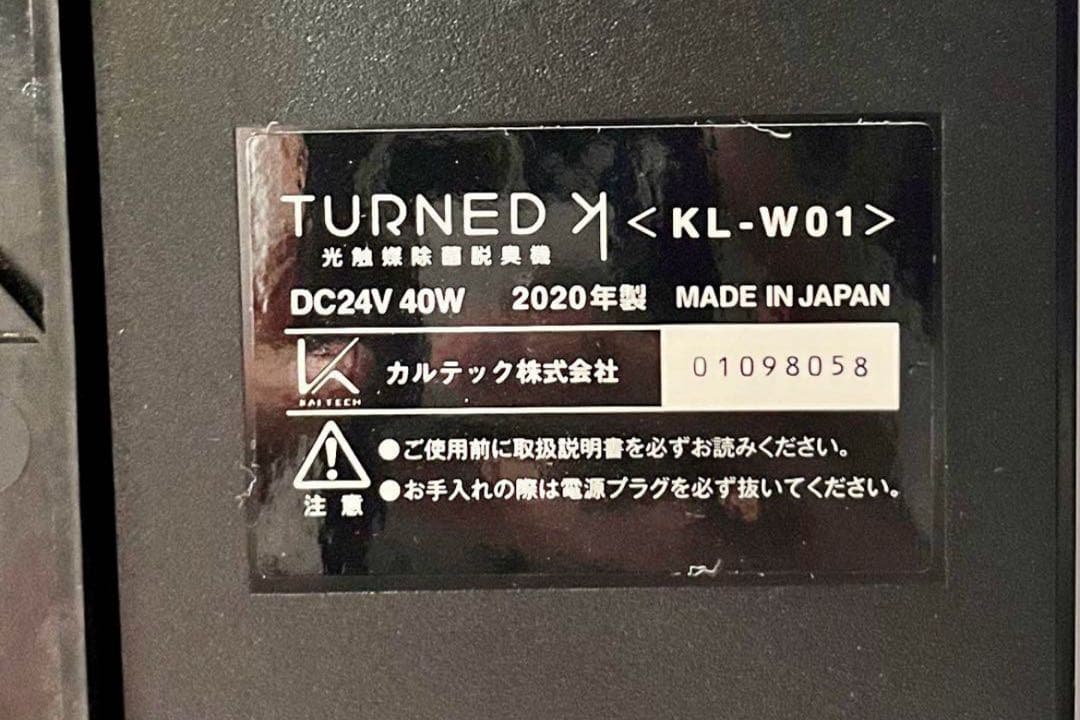 TURNED K <KL-W01>
光触媒除菌脱臭機
DC24V 40W 2020年製 MADE IN JAPAN
KALTECH カルテック株式会社 01098058
●ご使用前に取扱説明書を必ずお読みください。
●お手入れの際は電源プラグを必ず抜いてください。
注意